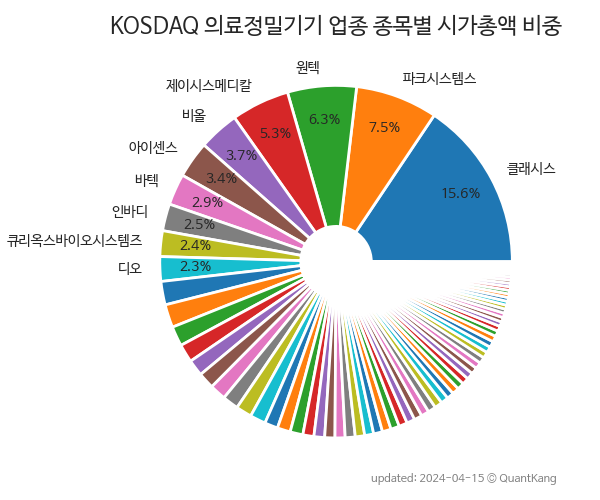 KOSDAQ 의료정밀기기 업종 종목별 시가총액 비중
원텍
파크시스템스
제이시스메디칼
클래시스
비올
아이센스
바텍
인바디
큐리옥스바이오시스템즈
디오
15.6%
7.5%
6.3%
5.3%
3.7%
3.4%
2.9%
2.5%
2.4%
2.3%
updated: 2024-04-15 © QuantKang